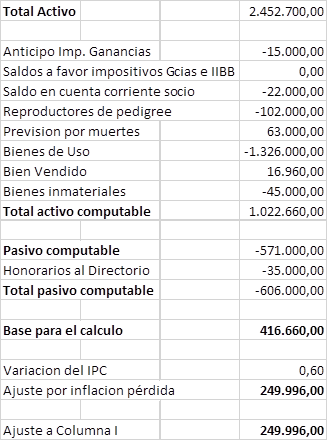 Total Activo 2.452.700,00
Anticipo Imp. Ganancias -15.000,00
Saldos a favor impositivos Gcias e IIBB 0,00
Saldo en cuenta corriente socio -22.000,00
Reproductores de pedigree -102.000,00
Prevision por muertes 63.000,00
Bienes de Uso -1.326.000,00
Bien Vendido 16.960,00
Bienes inmateriales -45.000,00
Total activo computable 1.022.660,00
Pasivo computable -571.000,00
Honorarios al Directorio -35.000,00
Total pasivo computable -606.000,00
Base para el calculo 416.660,00
Variacion del IPC 0,60
Ajuste por inflacion pérdida 249.996,00
Ajuste a Columna I 249.996,00